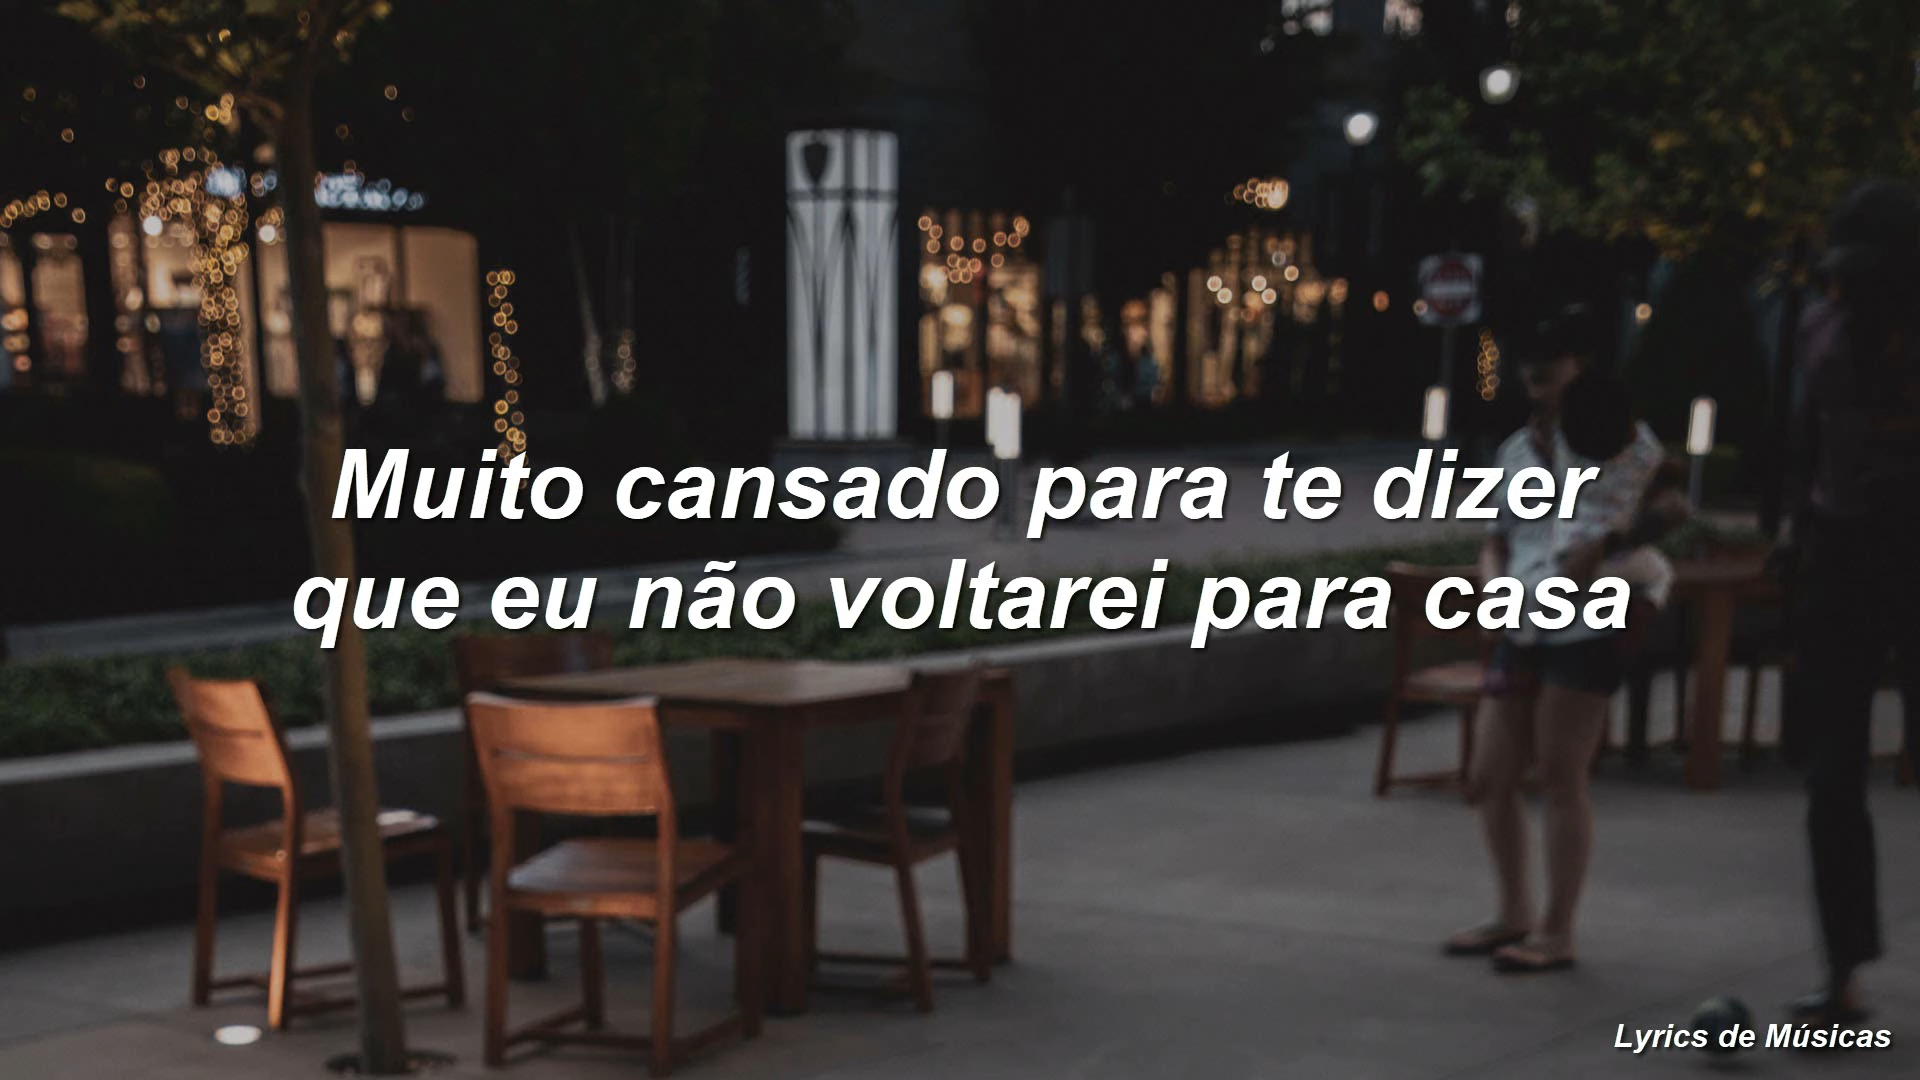 Muito cansado para te dizer
que eu não voltarei para casa
Lyrics de Músicas